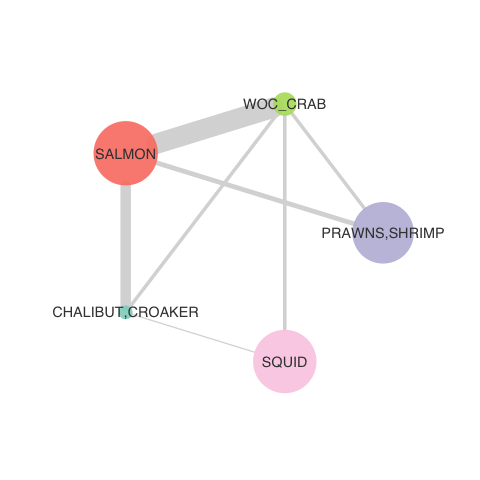 WOC_CRAB
SALMON
PRAWNS,SHRIMP
CHALIBUT,CROAKER
SQUID